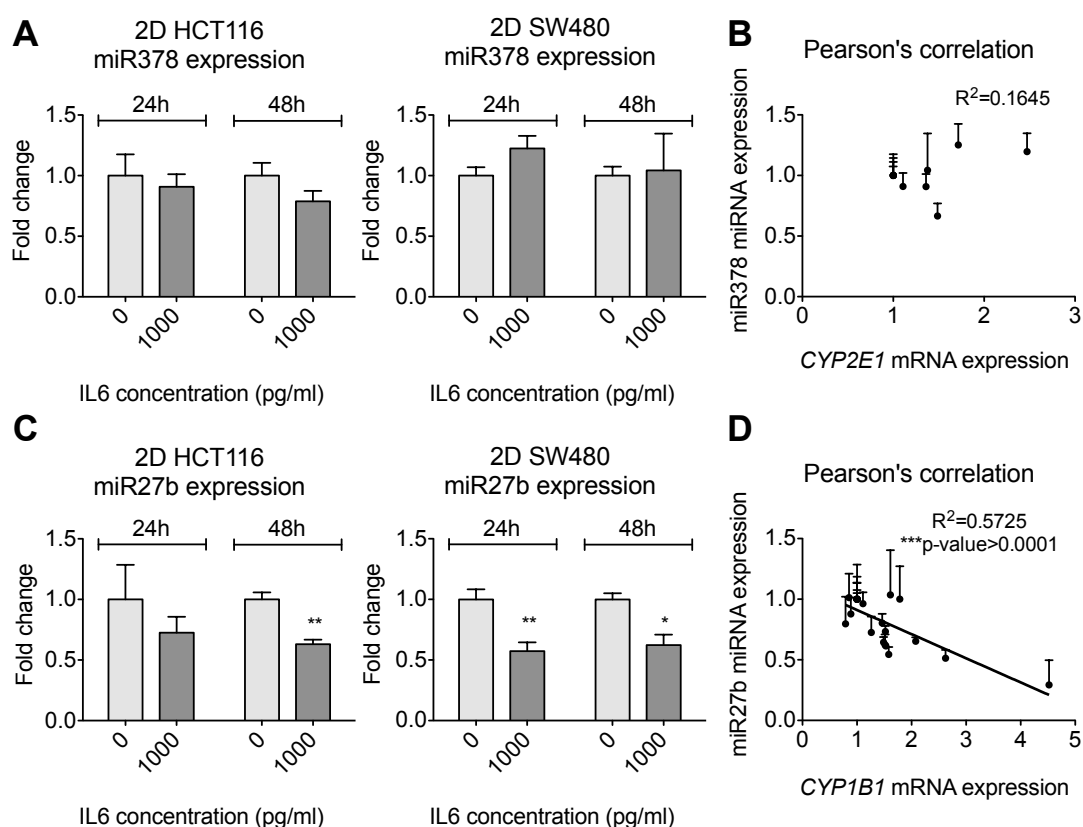 A
2D HCT116
miR378 expression
24h
48h
Fold change
1.5
1.0
0.5
0.0
0
1000
0
1000
IL6 concentration (pg/ml)
2D SW480
miR378 expression
24h
48h
Fold change
1.5
1.0
0.5
0.0
0
1000
0
1000
IL6 concentration (pg/ml)
B
Pearson's correlation
R²=0.1645
miR378 miRNA expression
1.5
1.0
0.5
0.0
0
1
2
3
CYP2E1 mRNA expression
C
2D HCT116
miR27b expression
24h
48h
Fold change
1.5
1.0
0.5
0.0
**
0
1000
0
1000
IL6 concentration (pg/ml)
2D SW480
miR27b expression
24h
48h
Fold change
1.5
1.0
0.5
0.0
**
*
0
1000
0
1000
IL6 concentration (pg/ml)
D
Pearson's correlation
R²=0.5725
***p-value>0.0001
miR27b miRNA expression
1.5
1.0
0.5
0.0
0
1
2
3
4
5
CYP1B1 mRNA expression